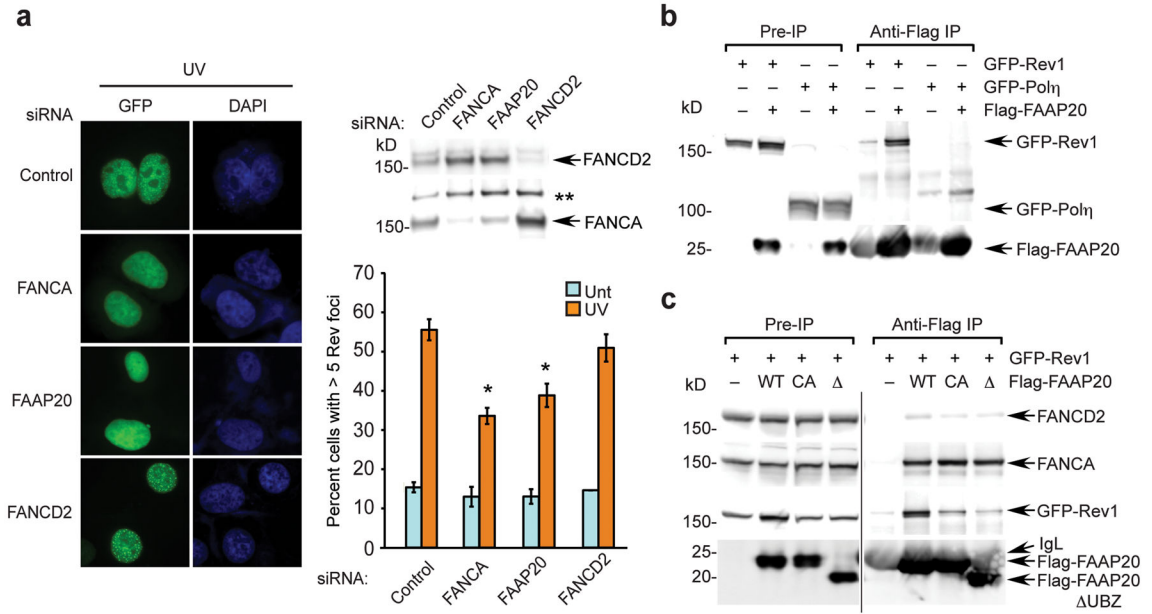 a
UV
siRNA
GFP
DAPI
Control
FANCA
FAAP20
FANCD2
siRNA:
Control
FANCA
FAAP20
FANCD2
kD
150-
FANCD2
**
150-
FANCA
Percent cells with > 5 Rev foci
70
60
50
40
30
20
10
0
Unt
UV
*
*
siRNA:
Control
FANCA
FAAP20
FANCD2
b
Pre-IP
Anti-Flag IP
+ + – – + + – – GFP-Rev1
– – + + – – + + GFP-Polη
– + – + – + – + Flag-FAAP20
kD
150-
GFP-Rev1
100-
GFP-Polη
25-
Flag-FAAP20
c
Pre-IP
Anti-Flag IP
+ + + + + + + + GFP-Rev1
– WT CA Δ – WT CA Δ Flag-FAAP20
kD
150-
FANCD2
150-
FANCA
150-
GFP-Rev1
IgL
25-
Flag-FAAP20
20-
Flag-FAAP20
ΔUBZ